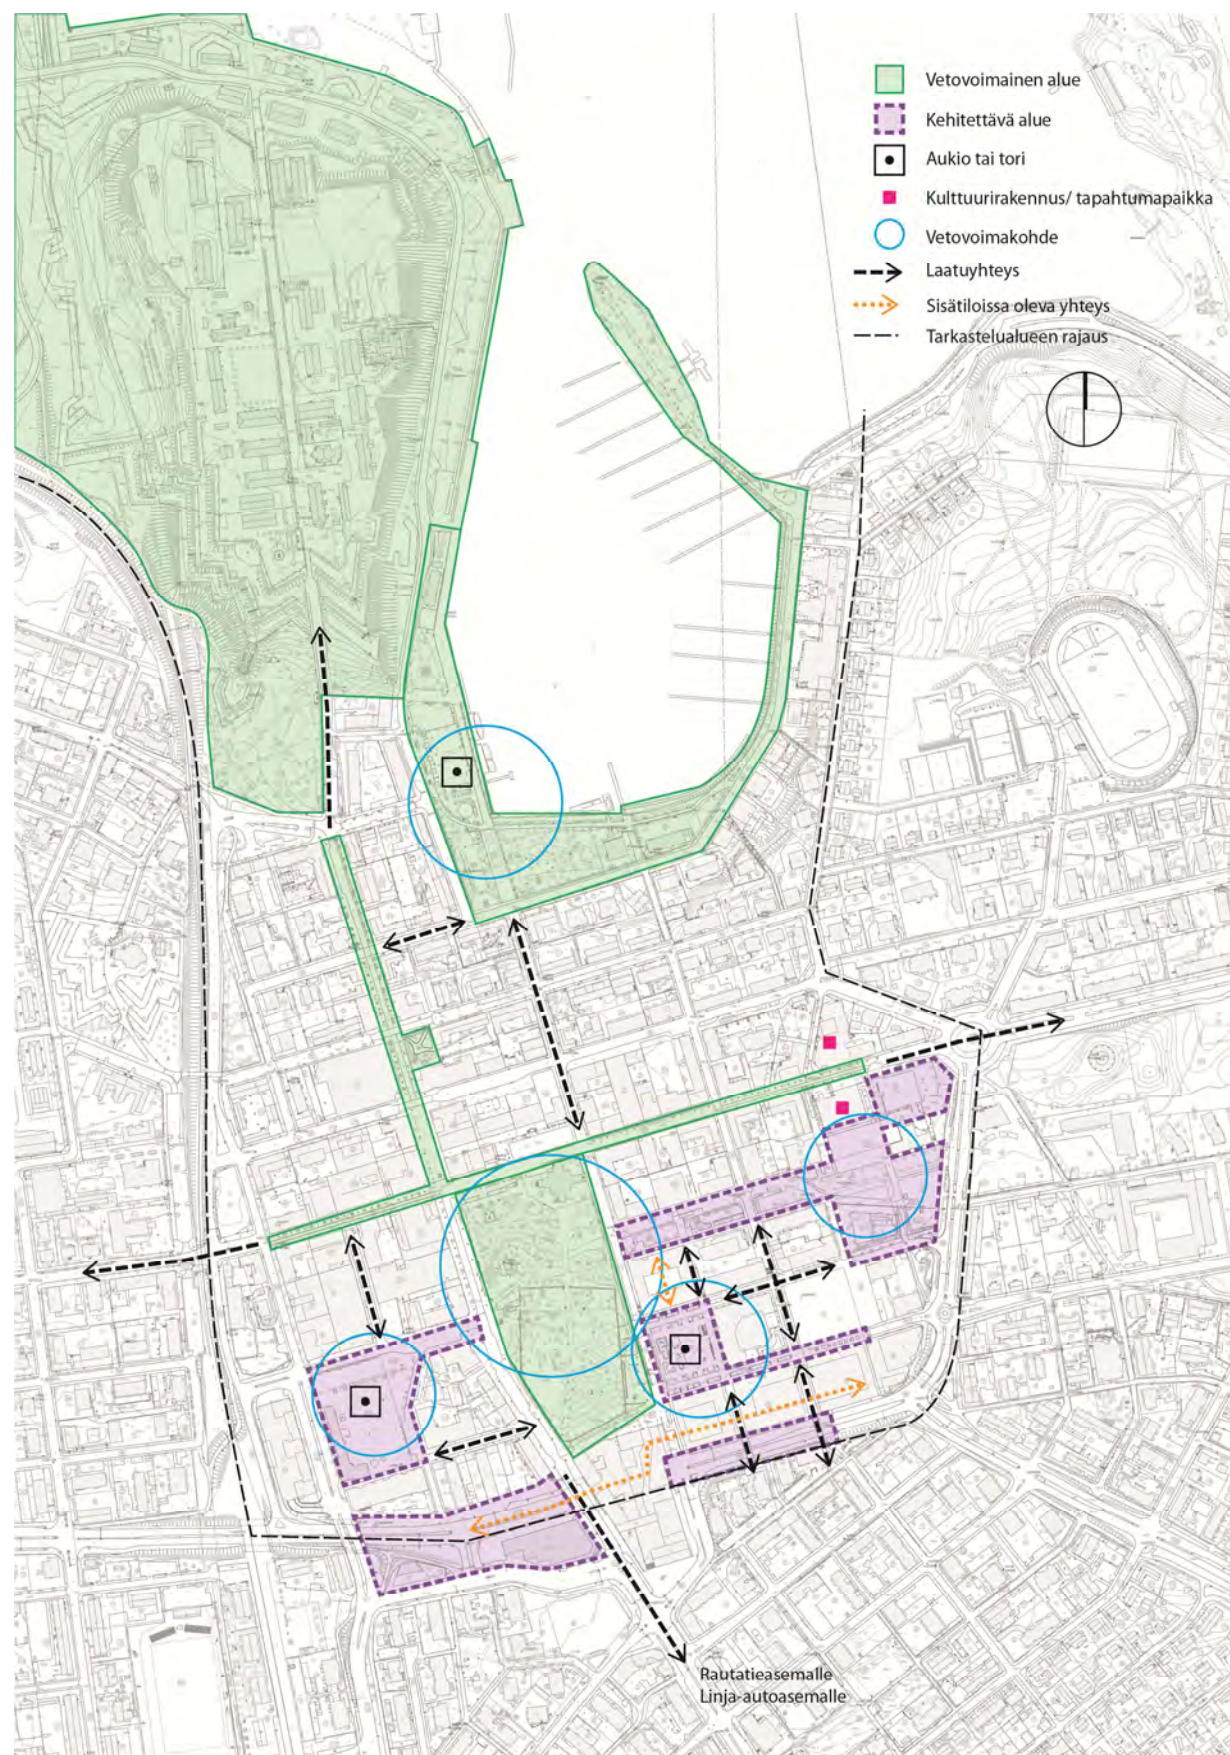 Vetovoimainen alue
Kehitettävä alue
Aukio tai tori
Kulttuurirakennus/ tapahtumapaikka
Vetovoimakohde
Laatuyhteys
Sisätiloissa oleva yhteys
Tarkastelualueen rajaus
Rautatieasemalle
Linja-autoasemalle